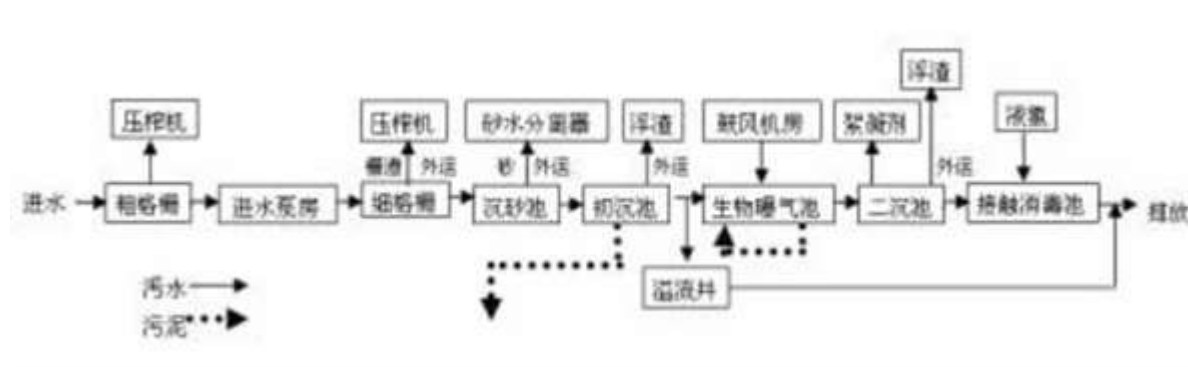 浮渣
压榨机
压榨机
砂水分离器
浮渣
鼓风机房
絮凝剂
液氯
栅渣 外运
砂 外运
外运
外运
进水
粗格栅
进水泵房
细格栅
沉砂池
初沉池
生物曝气池
二沉池
接触消毒池
排放
溢流井
污水
污泥